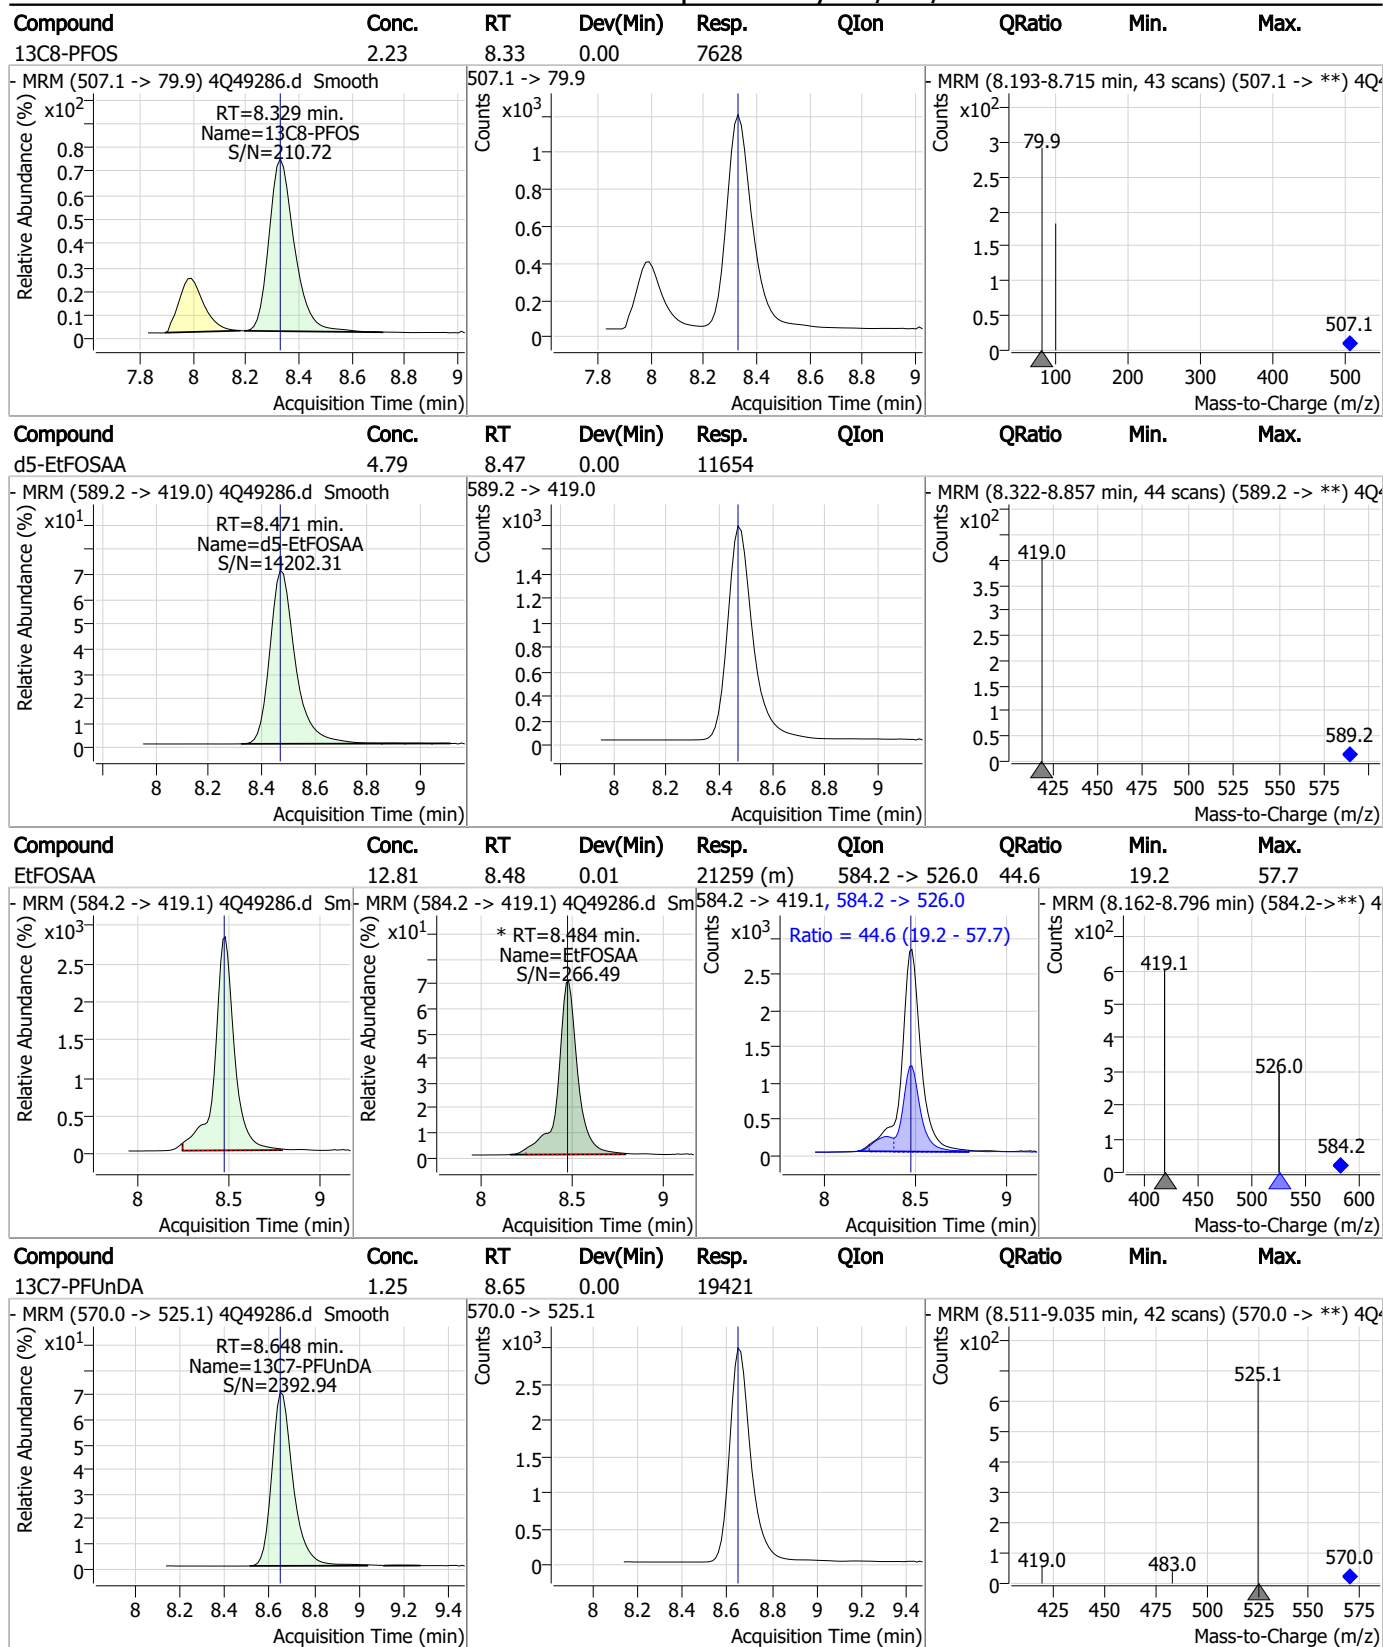 Compound Conc. RT Dev(Min) Resp. QIon QRatio Min. Max.
13C8-PFOS 2.23 8.33 0.00 7628
- MRM (507.1 -> 79.9) 4Q49286.d Smooth
RT=8.329 min.
Name=13C8-PFOS
S/N=210.72
Relative Abundance (%)
x10²
0.8
0.7
0.6
0.5
0.4
0.3
0.2
0.1
0
7.8 8 8.2 8.4 8.6 8.8 9
Acquisition Time (min)
507.1 -> 79.9
Counts
x10³
1
0.8
0.6
0.4
0.2
0
7.8 8 8.2 8.4 8.6 8.8 9
Acquisition Time (min)
- MRM (8.193-8.715 min, 43 scans) (507.1 -> **) 4Q4
Counts
x10²
3
2.5
2
1.5
1
0.5
0
79.9
507.1
100 200 300 400 500
Mass-to-Charge (m/z)
Compound Conc. RT Dev(Min) Resp. QIon QRatio Min. Max.
d5-EtFOSAA 4.79 8.47 0.00 11654
- MRM (589.2 -> 419.0) 4Q49286.d Smooth
RT=8.471 min.
Name=d5-EtFOSAA
S/N=14202.31
Relative Abundance (%)
x10¹
7
6
5
4
3
2
1
0
8 8.2 8.4 8.6 8.8 9
Acquisition Time (min)
589.2 -> 419.0
Counts
x10³
1.4
1.2
1
0.8
0.6
0.4
0.2
0
8 8.2 8.4 8.6 8.8 9
Acquisition Time (min)
- MRM (8.322-8.857 min, 44 scans) (589.2 -> **) 4Q4
Counts
x10²
4
3.5
3
2.5
2
1.5
1
0.5
0
419.0
589.2
425 450 475 500 525 550 575
Mass-to-Charge (m/z)
Compound Conc. RT Dev(Min) Resp. QIon QRatio Min. Max.
EtFOSAA 12.81 8.48 0.01 21259 (m) 584.2 -> 526.0 44.6 19.2 57.7
- MRM (584.2 -> 419.1) 4Q49286.d Sm
Relative Abundance (%)
x10³
2.5
2
1.5
1
0.5
0
8 8.5 9
Acquisition Time (min)
- MRM (584.2 -> 419.1) 4Q49286.d Sm
* RT=8.484 min.
Name=EtFOSAA
S/N=266.49
Relative Abundance (%)
x10¹
7
6
5
4
3
2
1
0
8 8.5 9
Acquisition Time (min)
584.2 -> 419.1, 584.2 -> 526.0
Ratio = 44.6 (19.2 - 57.7)
Counts
x10³
2.5
2
1.5
1
0.5
0
8 8.5 9
Acquisition Time (min)
- MRM (8.162-8.796 min) (584.2->**) 4
Counts
x10²
6
5
4
3
2
1
0
419.1
526.0
584.2
400 450 500 550 600
Mass-to-Charge (m/z)
Compound Conc. RT Dev(Min) Resp. QIon QRatio Min. Max.
13C7-PFUnDA 1.25 8.65 0.00 19421
- MRM (570.0 -> 525.1) 4Q49286.d Smooth
RT=8.648 min.
Name=13C7-PFUnDA
S/N=2392.94
Relative Abundance (%)
x10¹
7
6
5
4
3
2
1
0
8 8.2 8.4 8.6 8.8 9 9.2 9.4
Acquisition Time (min)
570.0 -> 525.1
Counts
x10³
2.5
2
1.5
1
0.5
0
8 8.2 8.4 8.6 8.8 9 9.2 9.4
Acquisition Time (min)
- MRM (8.511-9.035 min, 42 scans) (570.0 -> **) 4Q4
Counts
x10²
6
5
4
3
2
1
0
525.1
419.0
483.0
570.0
425 450 475 500 525 550 575
Mass-to-Charge (m/z)